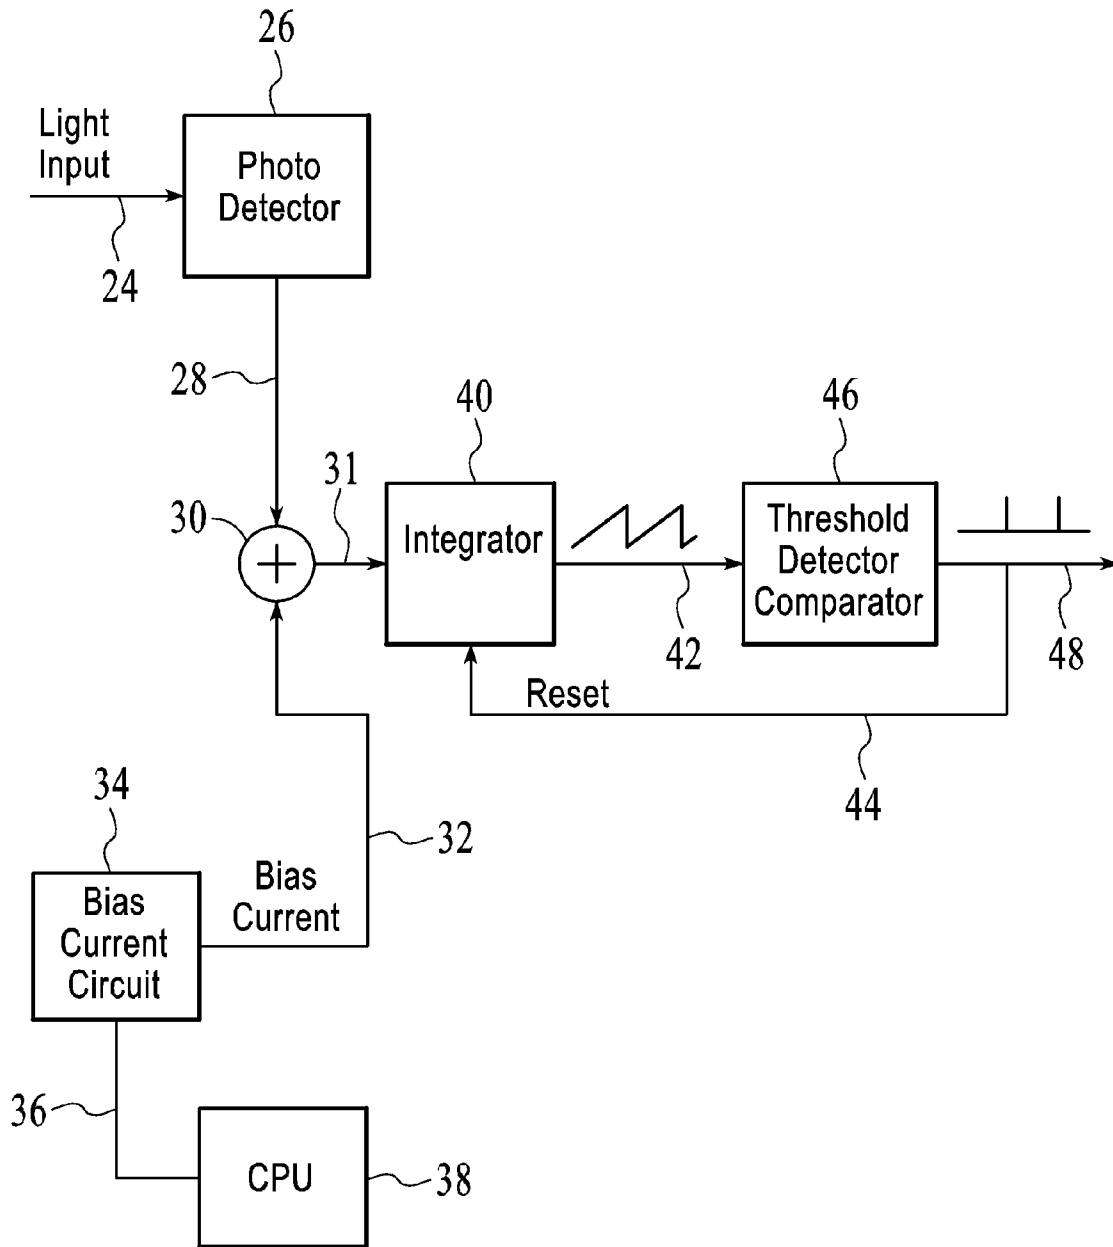 26
Light
Input
Photo
Detector
24
28
40
46
31
30
Integrator
Threshold
Detector
Comparator
42
48
Reset
44
34
32
Bias
Current
Bias
Current
Circuit
36
CPU
38